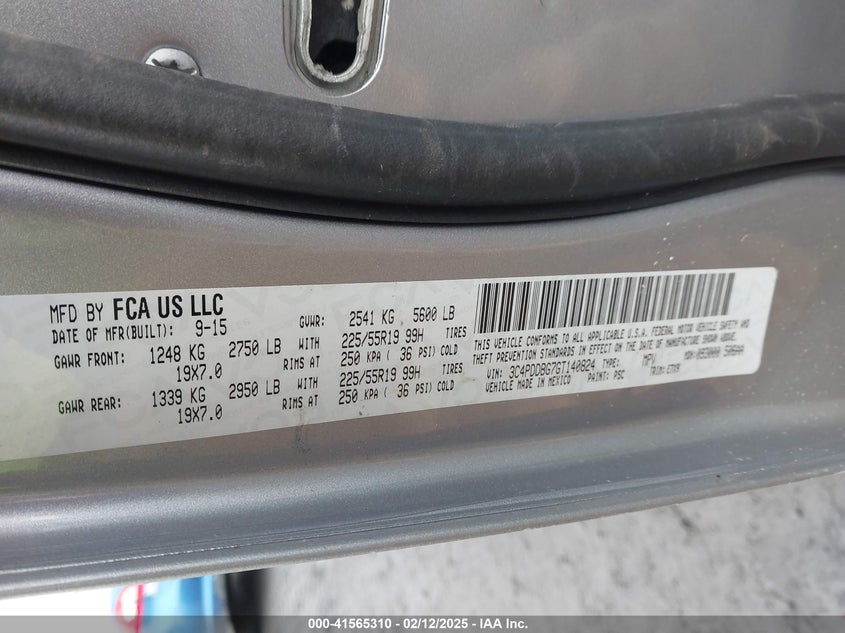 MFD BY FCA US LLC
DATE OF MFR(BUILT): 9-15
GVWR: 2541 KG 5600 LB
GAWR FRONT: 1248 KG 2750 LB WITH 225/55R19 99H TIRES
19X7.0 RIMS AT 250 KPA ( 36 PSI) COLD
GAWR REAR: 1339 KG 2950 LB WITH 225/55R19 99H TIRES
19X7.0 RIMS AT 250 KPA ( 36 PSI) COLD
THIS VEHICLE CONFORMS TO ALL APPLICABLE U.S.A. FEDERAL MOTOR VEHICLE SAFETY AND
THEFT PREVENTION STANDARDS IN EFFECT ON THE DATE OF MANUFACTURE SHOWN ABOVE.
VIN: 3C4PDDBG7GT140824 TYPE: MPV MDH:
VEHICLE MADE IN MEXICO PAINT: PSC TRIM:
000-41565310 - 02/12/2025 - IAA Inc.